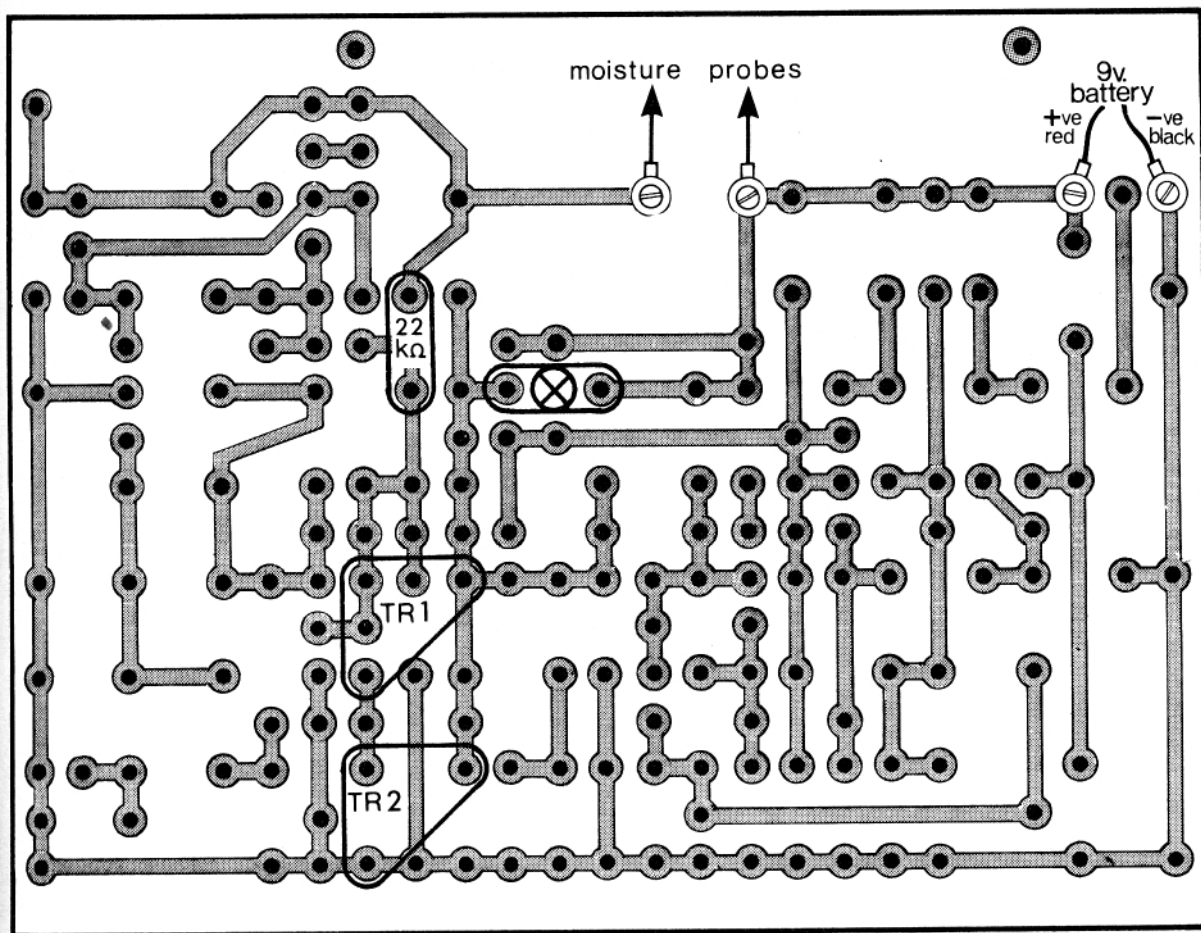 moisture probes
9v.
battery
+ve
red
−ve
black
22
kΩ
TR1
TR2